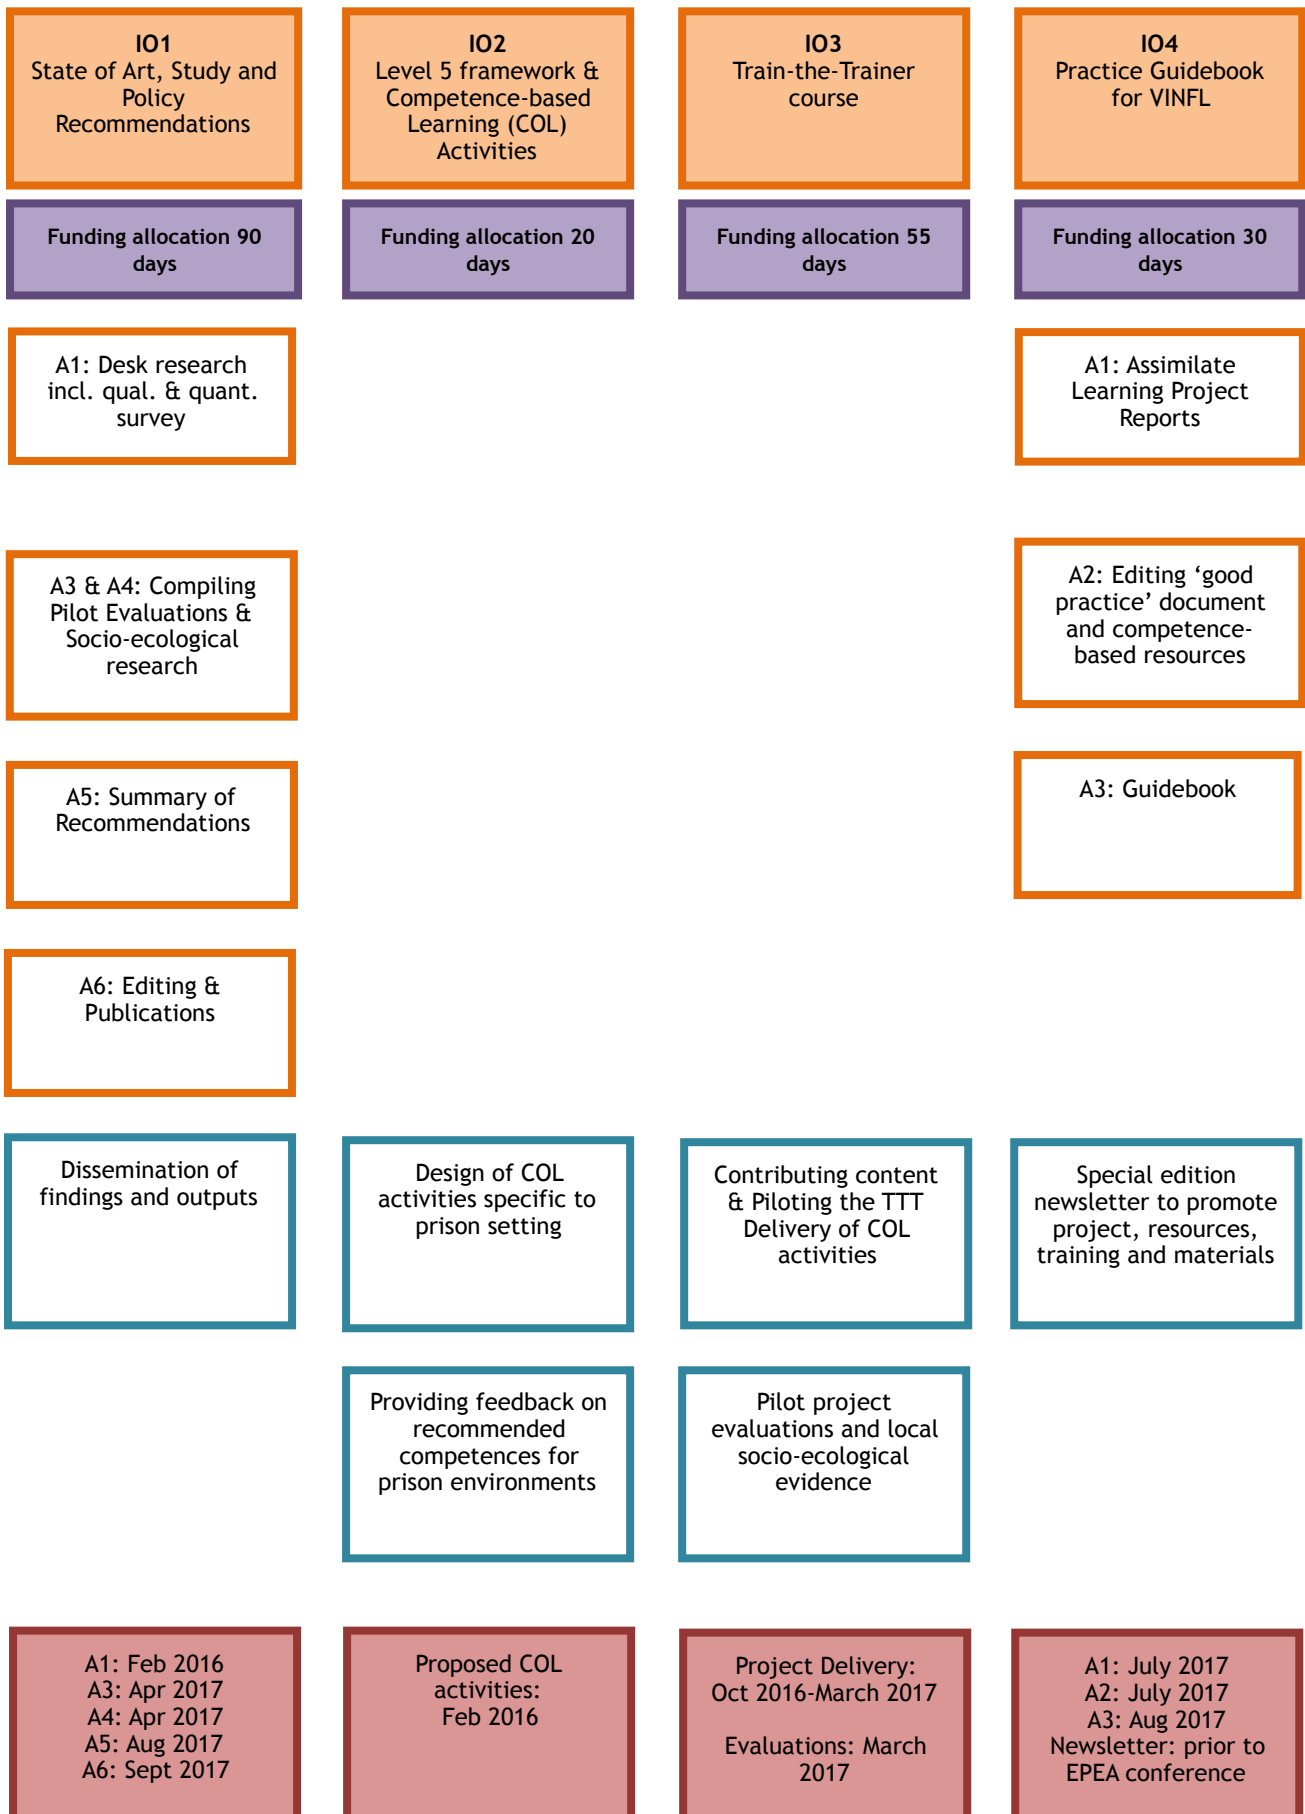 IO1
State of Art, Study and
Policy
Recommendations
IO2
Level 5 framework &
Competence-based
Learning (COL)
Activities
IO3
Train-the-Trainer
course
IO4
Practice Guidebook
for VINFL
Funding allocation 90
days
Funding allocation 20
days
Funding allocation 55
days
Funding allocation 30
days
A1: Desk research
incl. qual. & quant.
survey
A1: Assimilate
Learning Project
Reports
A3 & A4: Compiling
Pilot Evaluations &
Socio-ecological
research
A2: Editing ‘good
practice’ document
and competence-
based resources
A5: Summary of
Recommendations
A3: Guidebook
A6: Editing &
Publications
Dissemination of
findings and outputs
Design of COL
activities specific to
prison setting
Contributing content
& Piloting the TTT
Delivery of COL
activities
Special edition
newsletter to promote
project, resources,
training and materials
Providing feedback on
recommended
competences for
prison environments
Pilot project
evaluations and local
socio-ecological
evidence
A1: Feb 2016
A3: Apr 2017
A4: Apr 2017
A5: Aug 2017
A6: Sept 2017
Proposed COL
activities:
Feb 2016
Project Delivery:
Oct 2016-March 2017
Evaluations: March
2017
A1: July 2017
A2: July 2017
A3: Aug 2017
Newsletter: prior to
EPEA conference